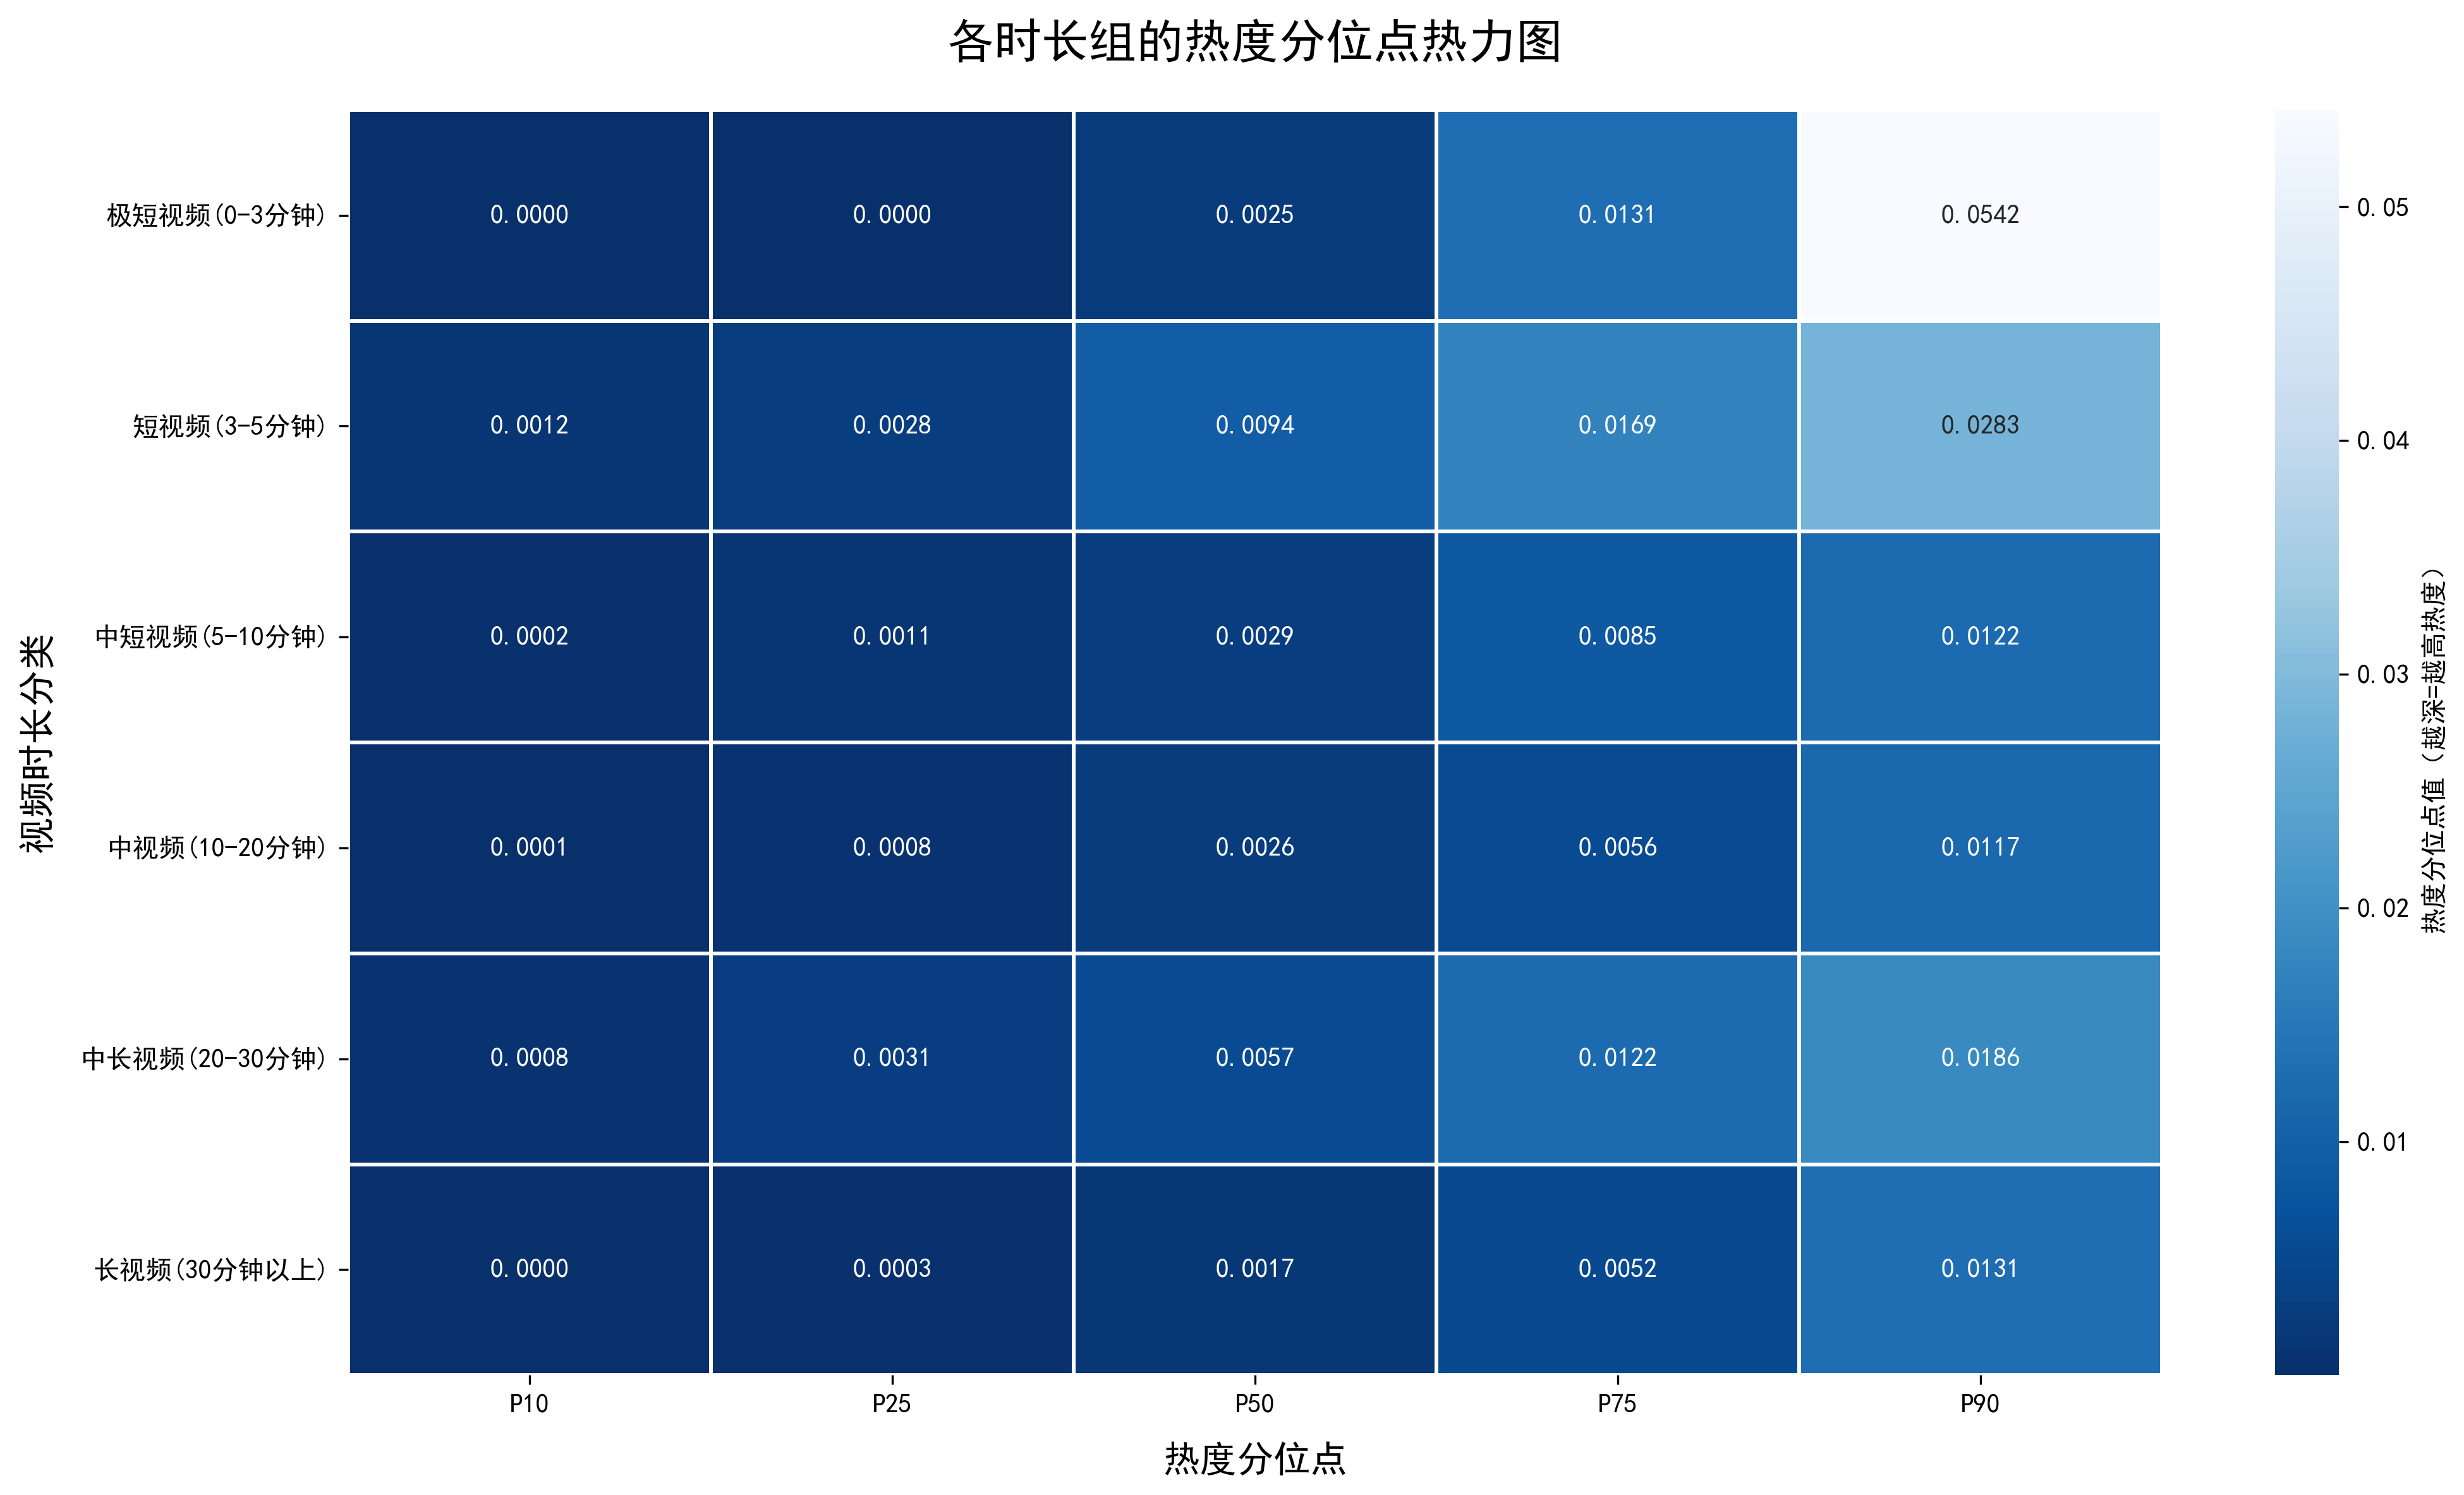 各时长组的热度分位点热力图
视频时长分类
极短视频(0-3分钟) 0.0000 0.0000 0.0025 0.0131 0.0542
短视频(3-5分钟) 0.0012 0.0028 0.0094 0.0169 0.0283
中短视频(5-10分钟) 0.0002 0.0011 0.0029 0.0085 0.0122
中视频(10-20分钟) 0.0001 0.0008 0.0026 0.0056 0.0117
中长视频(20-30分钟) 0.0008 0.0031 0.0057 0.0122 0.0186
长视频(30分钟以上) 0.0000 0.0003 0.0017 0.0052 0.0131
P10 P25 P50 P75 P90
热度分位点
0.05
0.04
0.03
0.02
0.01
热度分位点值（越深=越高热度）